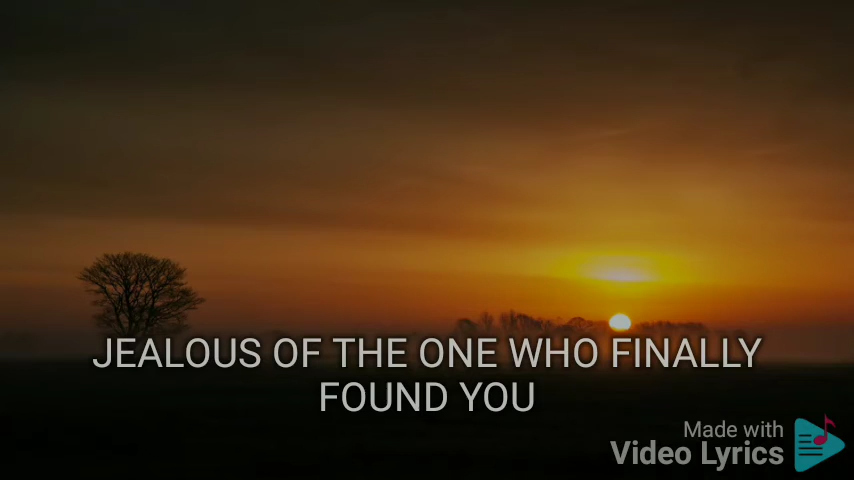 JEALOUS OF THE ONE WHO FINALLY
FOUND YOU
Made with
Video Lyrics